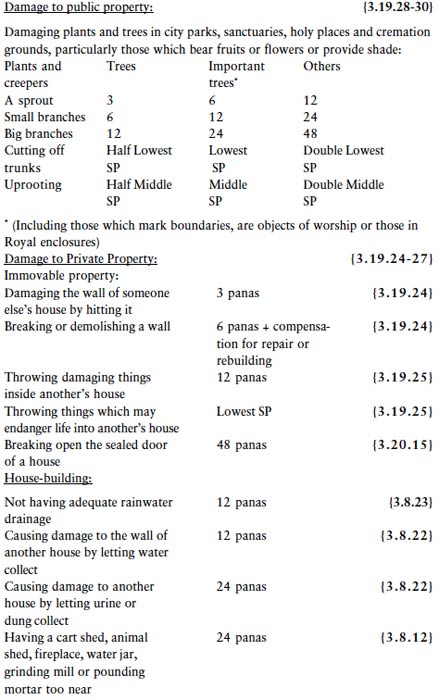 Damage to public property: {3.19.28-30}
Damaging plants and trees in city parks, sanctuaries, holy places and cremation
grounds, particularly those which bear fruits or flowers or provide shade:
Plants and Trees Important Others
creepers trees*
A sprout 3 6 12
Small branches 6 12 24
Big branches 12 24 48
Cutting off Half Lowest Lowest Double Lowest
trunks SP SP SP
Uprooting Half Middle Middle Double Middle
SP SP SP
* (Including those which mark boundaries, are objects of worship or those in
Royal enclosures)
Damage to Private Property: {3.19.24-27}
Immovable property:
Damaging the wall of someone 3 panas {3.19.24}
else's house by hitting it
Breaking or demolishing a wall 6 panas + compensa- {3.19.24}
tion for repair or
rebuilding
Throwing damaging things 12 panas {3.19.25}
inside another's house
Throwing things which may Lowest SP {3.19.25}
endanger life into another's house
Breaking open the sealed door 48 panas {3.20.15}
of a house
House-building:
Not having adequate rainwater 12 panas {3.8.23}
drainage
Causing damage to the wall of 12 panas {3.8.22}
another house by letting water
collect
Causing damage to another 24 panas {3.8.22}
house by letting urine or
dung collect
Having a cart shed, animal 24 panas {3.8.12}
shed, fireplace, water jar,
grinding mill or pounding
mortar too near